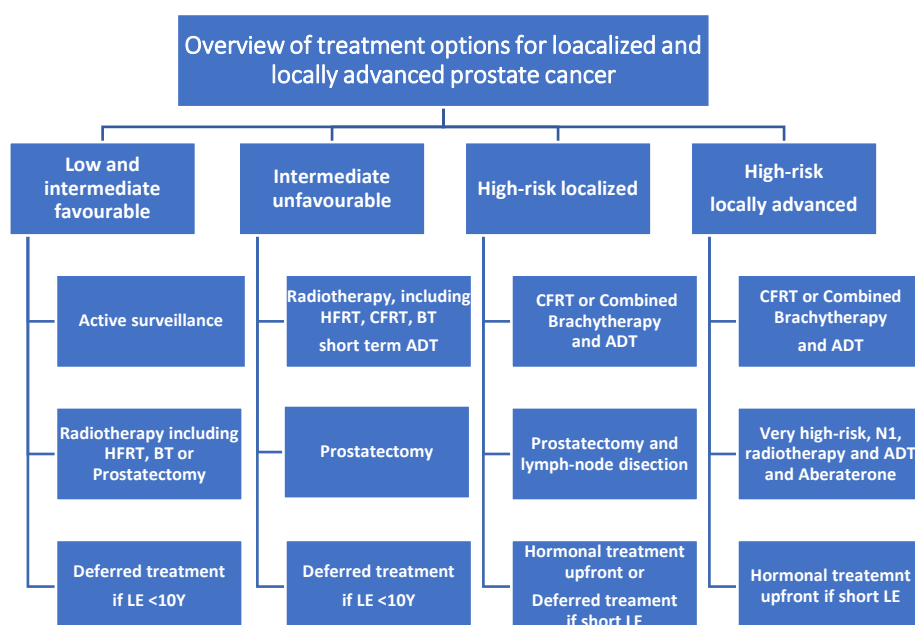 Overview of treatment options for loacalized and
locally advanced prostate cancer
Low and
intermediate
favourable
Intermediate
unfavourable
High-risk localized
High-risk
locally advanced
Active surveillance
Radiotherapy, including
HFRT, CFRT, BT
short term ADT
CFRT or Combined
Brachytherapy
and ADT
CFRT or Combined
Brachytherapy
and ADT
Radiotherapy including
HFRT, BT or
Prostatectomy
Prostatectomy
Prostatectomy and
lymph-node disection
Very high-risk, N1,
radiotherapy and ADT
and Aberaterone
Deferred treatment
if LE <10Y
Deferred treatment
if LE <10Y
Hormonal treatment
upfront or
Deferred treament
if short LE
Hormonal treatemnt
upfront if short LE